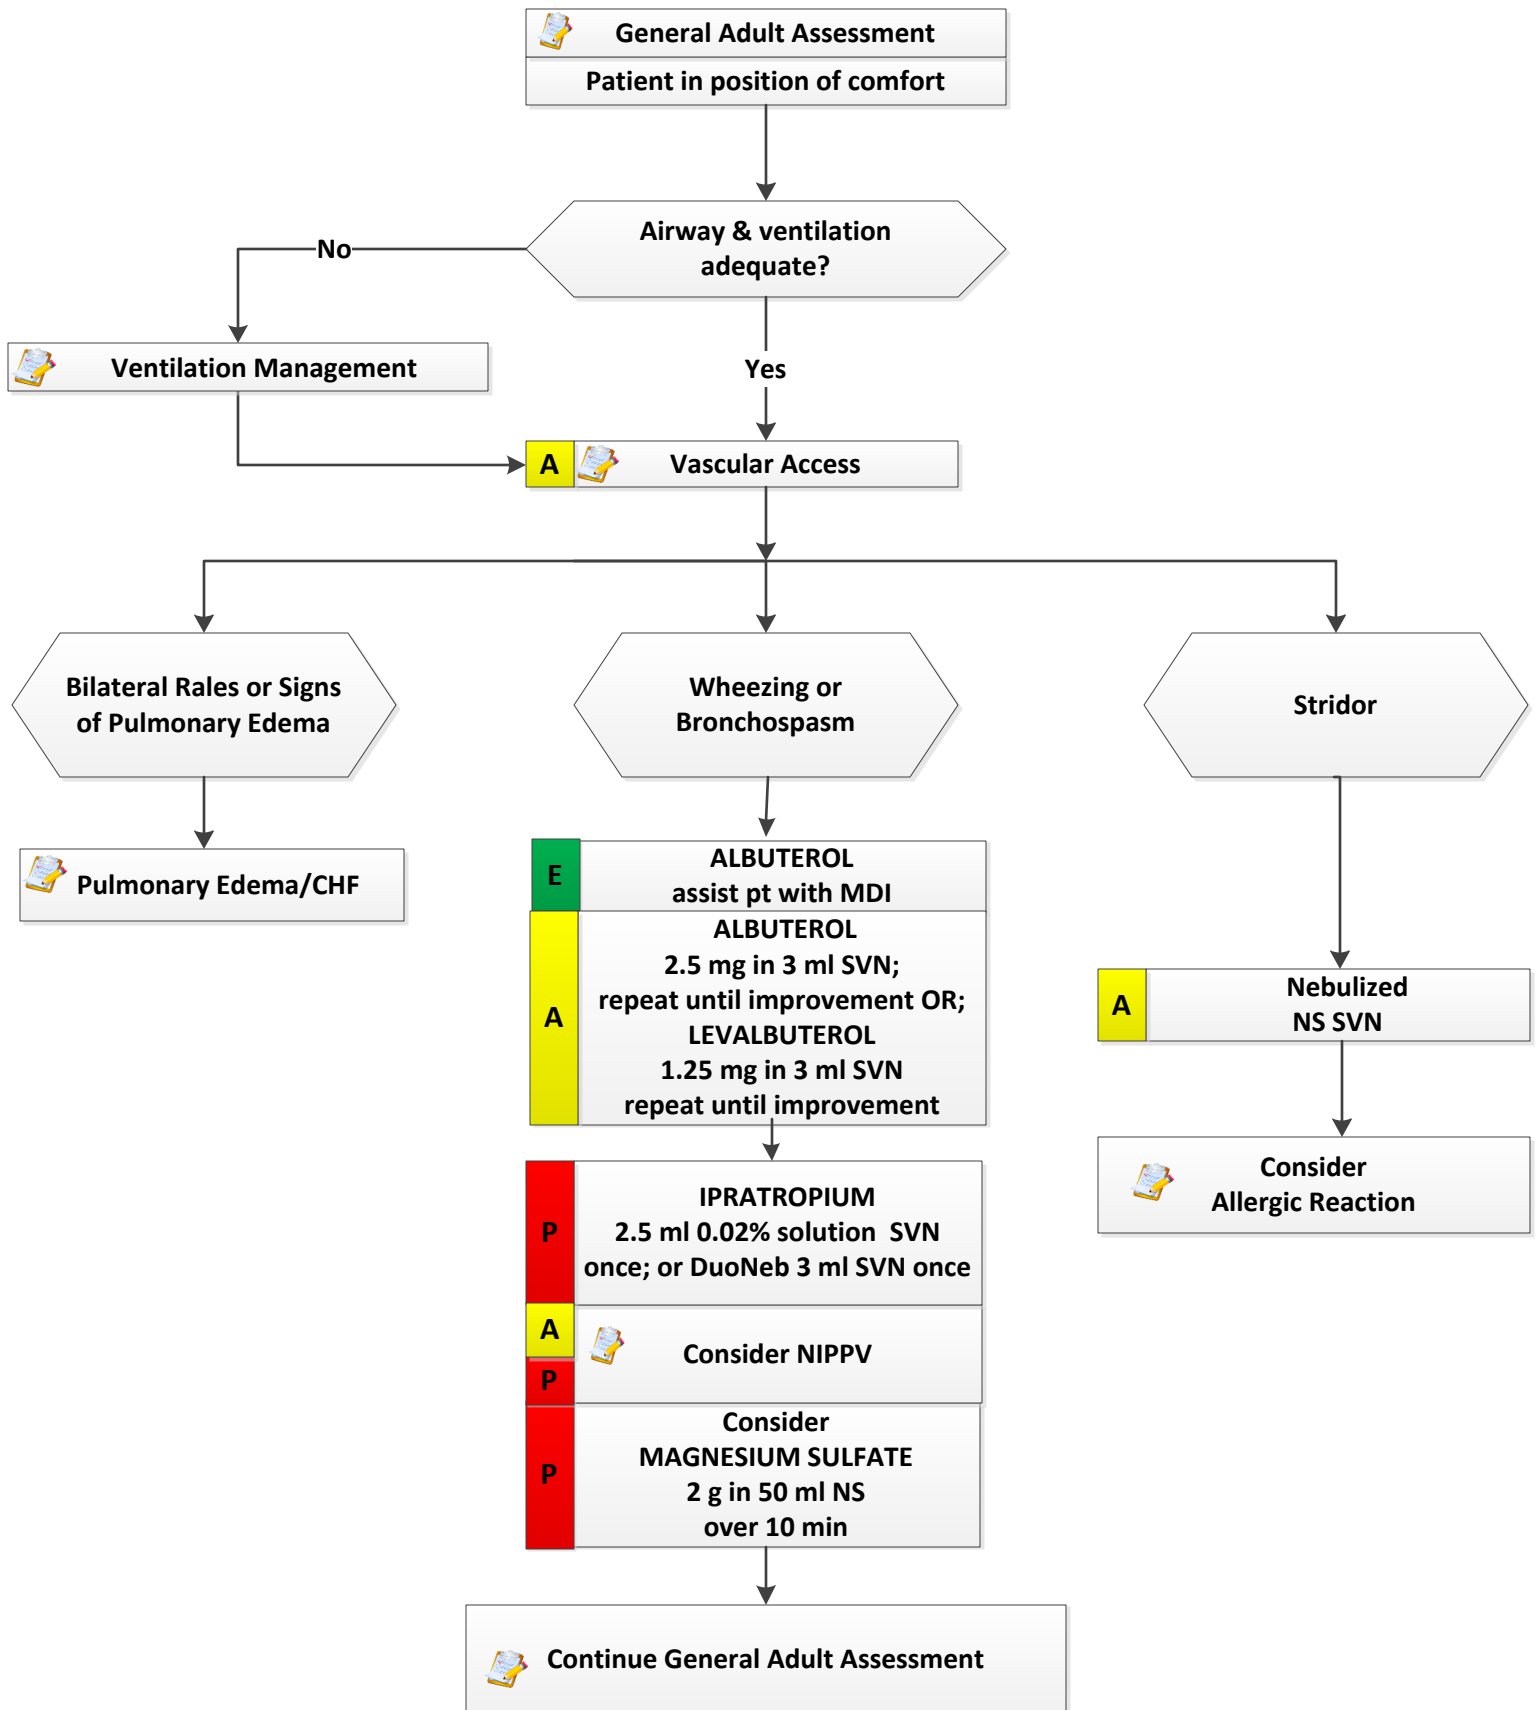 General Adult Assessment
Patient in position of comfort
Airway & ventilation
adequate?
No
Yes
Ventilation Management
A
Vascular Access
Bilateral Rales or Signs
of Pulmonary Edema
Pulmonary Edema/CHF
Wheezing or
Bronchospasm
E
ALBUTEROL
assist pt with MDI
A
ALBUTEROL
2.5 mg in 3 ml SVN;
repeat until improvement OR;
LEVALBUTEROL
1.25 mg in 3 ml SVN
repeat until improvement
P
IPRATROPIUM
2.5 ml 0.02% solution SVN
once; or DuoNeb 3 ml SVN once
A
P
Consider NIPPV
P
Consider
MAGNESIUM SULFATE
2 g in 50 ml NS
over 10 min
Continue General Adult Assessment
Stridor
A
Nebulized
NS SVN
Consider
Allergic Reaction